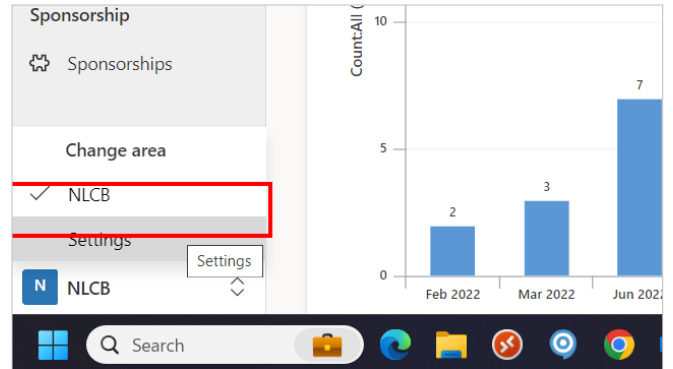 Sponsorship
Sponsorships
Change area
NLCB
Settings
Settings
N NLCB
Search
Count:All (
10
5
0
2
3
7
Feb 2022
Mar 2022
Jun 2022